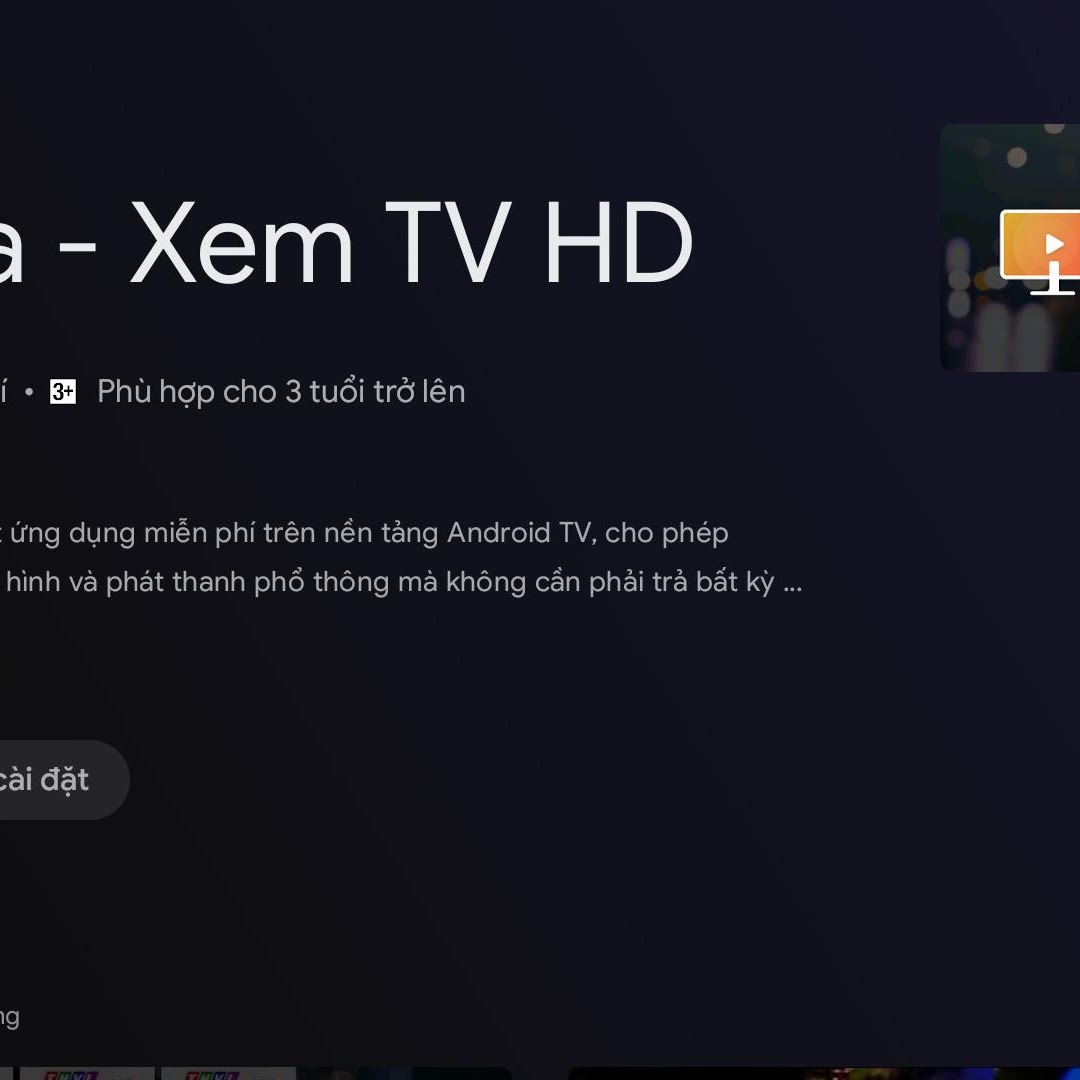 a - Xem TV HD
í • 3+ Phù hợp cho 3 tuổi trở lên
ứng dụng miễn phí trên nền tảng Android TV, cho phép
hình và phát thanh phổ thông mà không cần phải trả bất kỳ ...
cài đặt
ng